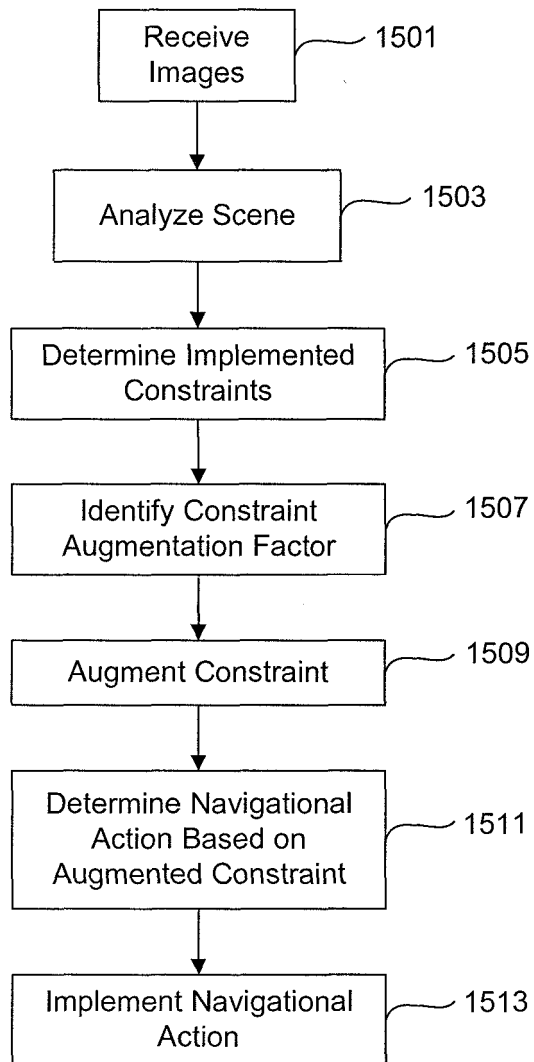 Receive
Images
1501
Analyze Scene
1503
Determine Implemented
Constraints
1505
Identify Constraint
Augmentation Factor
1507
Augment Constraint
1509
Determine Navigational
Action Based on
Augmented Constraint
1511
Implement Navigational
Action
1513